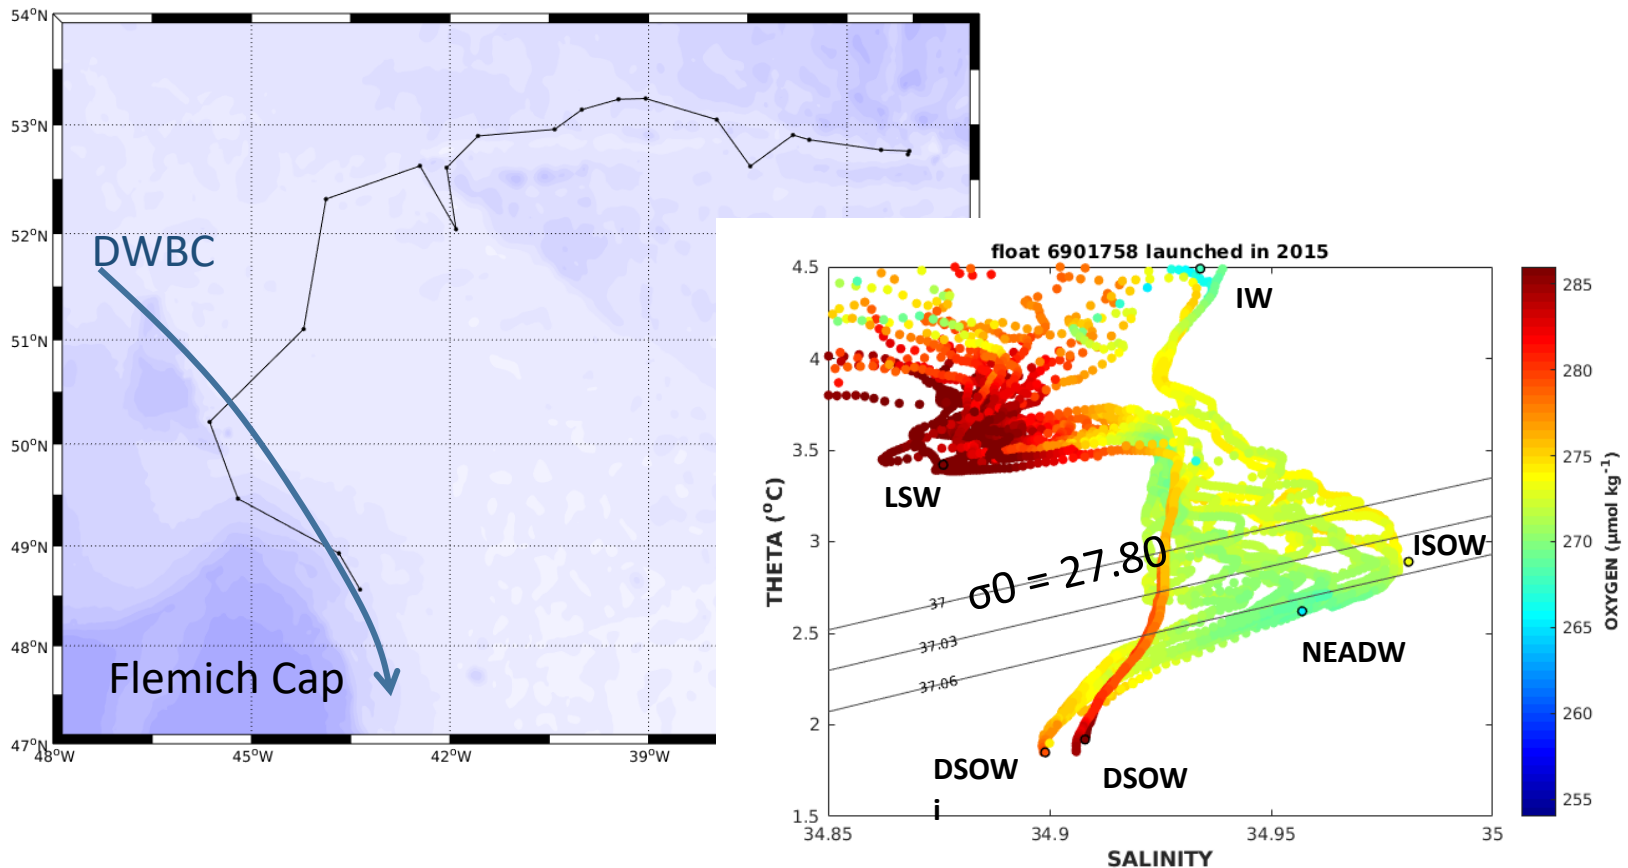 54°N
53°N
52°N
51°N
50°N
49°N
48°N
47°N
48°W
45°W
42°W
39°W
DWBC
Flemich Cap
float 6901758 launched in 2015
4.5
4
3.5
3
2.5
2
1.5
THETA (°C)
34.85
34.9
34.95
35
SALINITY
IW
LSW
σ0 = 27.80
37
37.03
37.06
ISOW
NEADW
DSOW
i
DSOW
285
280
275
270
265
260
255
OXYGEN (μmol kg⁻¹)